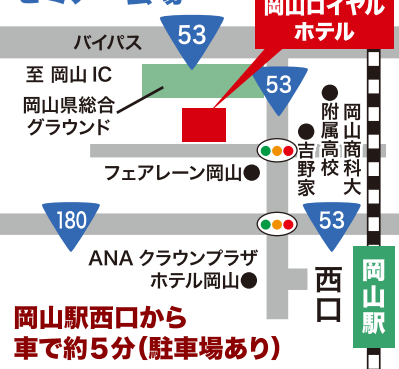 岡山ロイヤル
ホテル
バイパス
53
至 岡山 IC
53
岡山県総合
グラウンド
岡山商科大
附属高校
吉野家
フェアレーン岡山
180
53
ANA クラウンプラザ
ホテル岡山
西口
岡山駅
岡山駅西口から
車で約5分(駐車場あり)